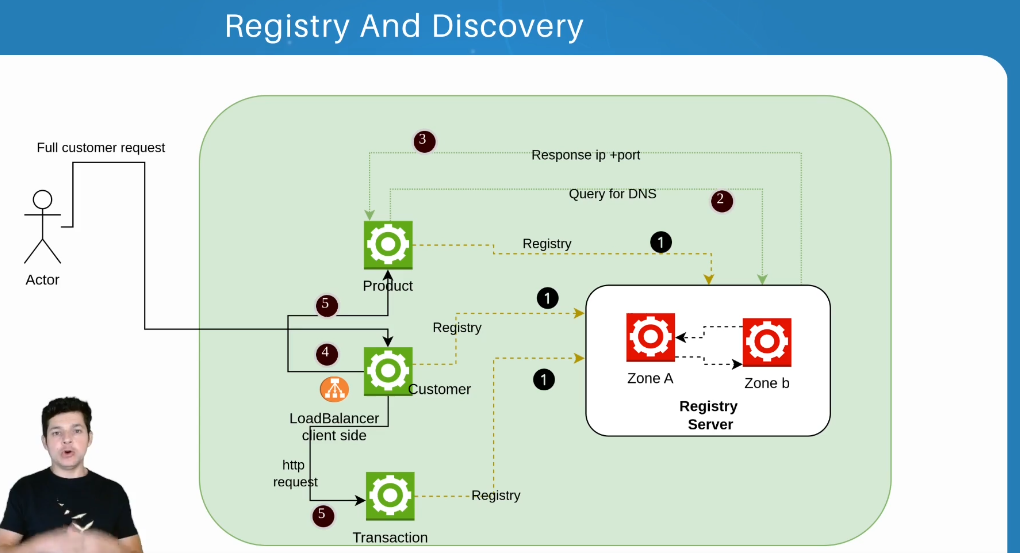 Registry And Discovery
Full customer request
3
Response ip +port
Query for DNS
2
Actor
Registry
1
Product
5
1
Registry
4
Zone A
Zone b
1
Customer
LoadBalancer
client side
Registry
Server
http
request
Registry
5
Transaction